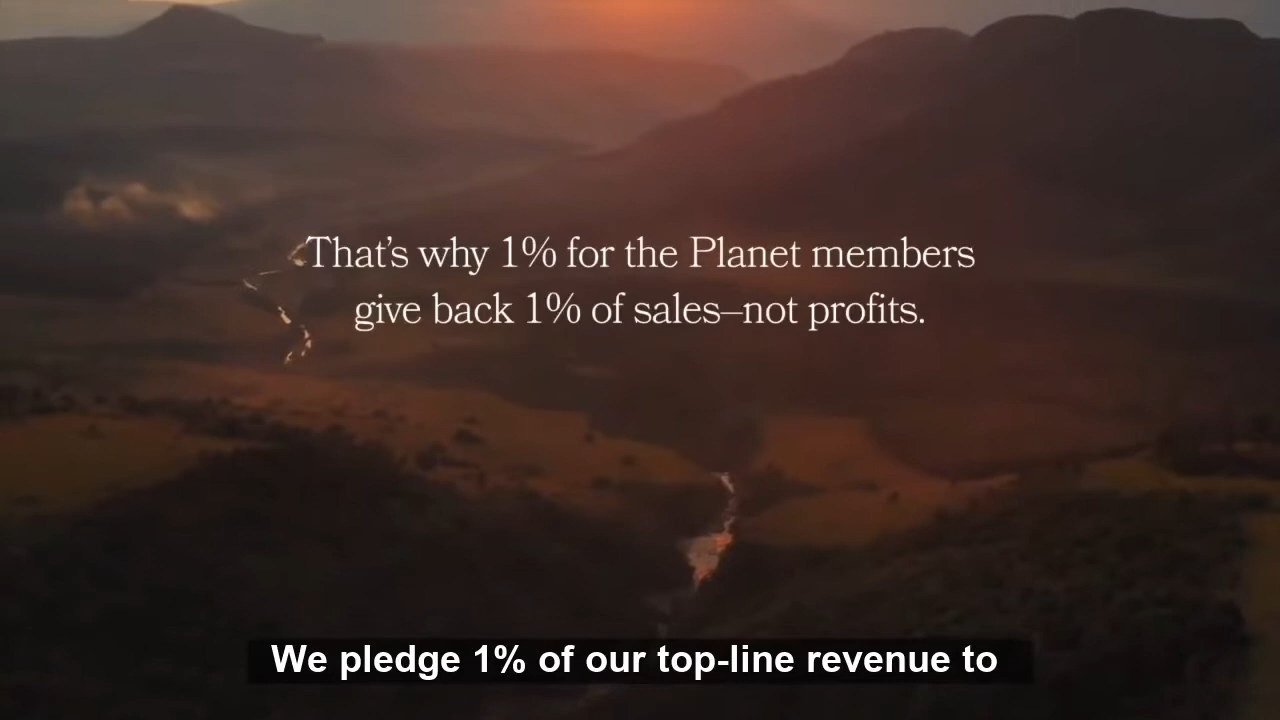 That’s why 1% for the Planet members
give back 1% of sales—not profits.
We pledge 1% of our top-line revenue to